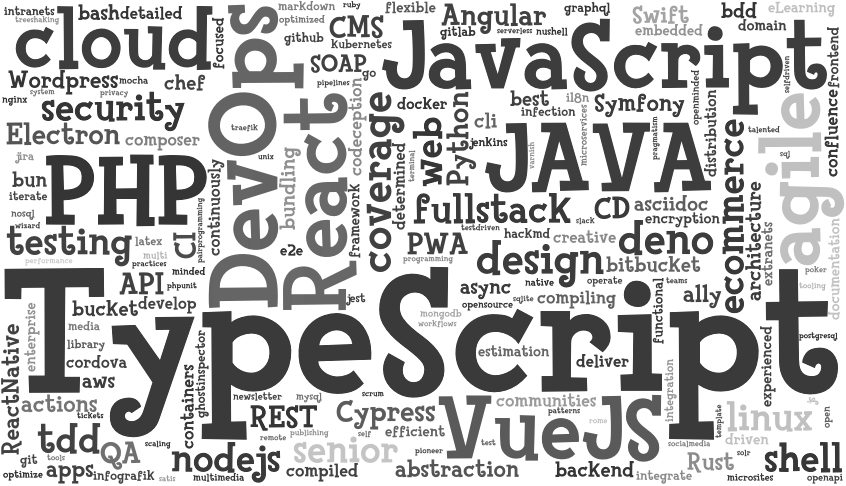 intranets
bashdetailed
markdown
ruby
flexible
graphql
eLearning
treeshaking
cloud
focused
DevOps
optimized
CMS
Angular
Swift
bdd
github
Kubernetes
gitlab
serverless
nushell
embedded
domain
frontend
JavaScript
Wordpress
mocha
chef
SOAP
go
pipelines
selfdriven
nginx
system
privacy
security
React
codeception
coverage
docker
best
i18n
Symfony
openminded
agile
confluence
infection
Electron
composer
traefik
web
Python
cli
jenkins
JAVA
microservices
pragmatism
distribution
ecommerce
talented
sql
varnish
jira
PHP
unix
bundling
determined
terminal
bun
iterate
continuously
framework
fullstack
slack
CD
asciidoc
encryption
architecture
nosql
wizard
pairprogramming
testing
latex
multi
CI
e2e
PWA
testdriven
hackmd
creative
deno
extranets
documentation
performance
practices
minded
programming
design
bitbucket
poker
tooling
API
phpunit
native
operate
teams
async
ally
bucket
develop
jest
opensource
sqlite
compiling
functional
TypeScript
enterprise
media
library
mongodb
workflows
postgresql
ReactNative
cordova
ghostinspector
estimation
deliver
experienced
aws
containers
integration
actions
tickets
newsletter
mysql
scrum
communities
REST
Cypress
VueJS
patterns
rome
template
linux
open
tdd
QA
scaling
remote
publishing
self
efficient
socialmedia
driven
git
tools
nodejs
senior
pioneer
test
Rust
solr
shell
optimize
apps
infografik
satis
multimedia
compiled
abstraction
backend
integrate
microsites
openapi